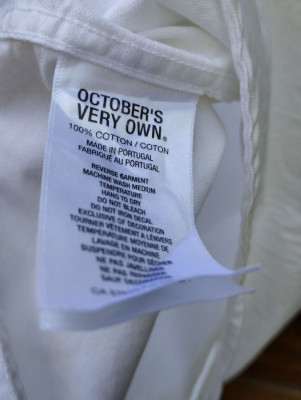 OCTOBER'S
VERY OWN®
100% COTTON / COTON
MADE IN PORTUGAL
FABRIQUÉ AU PORTUGAL
REVERSE GARMENT
MACHINE WASH MEDIUM
TEMPERATURE
HANG TO DRY
DO NOT BLEACH
DO NOT IRON DECAL
EXCLUSIVE OF DECORATION
TOURNER VÊTEMENT À L'ENVERS
TEMPÉRATURE MOYENNE DE
LAVAGE EN MACHINE
SUSPENDRE POUR SÉCHER
NE PAS JAVELLISER
NE PAS REPASSER
SAUF DÉCORATION